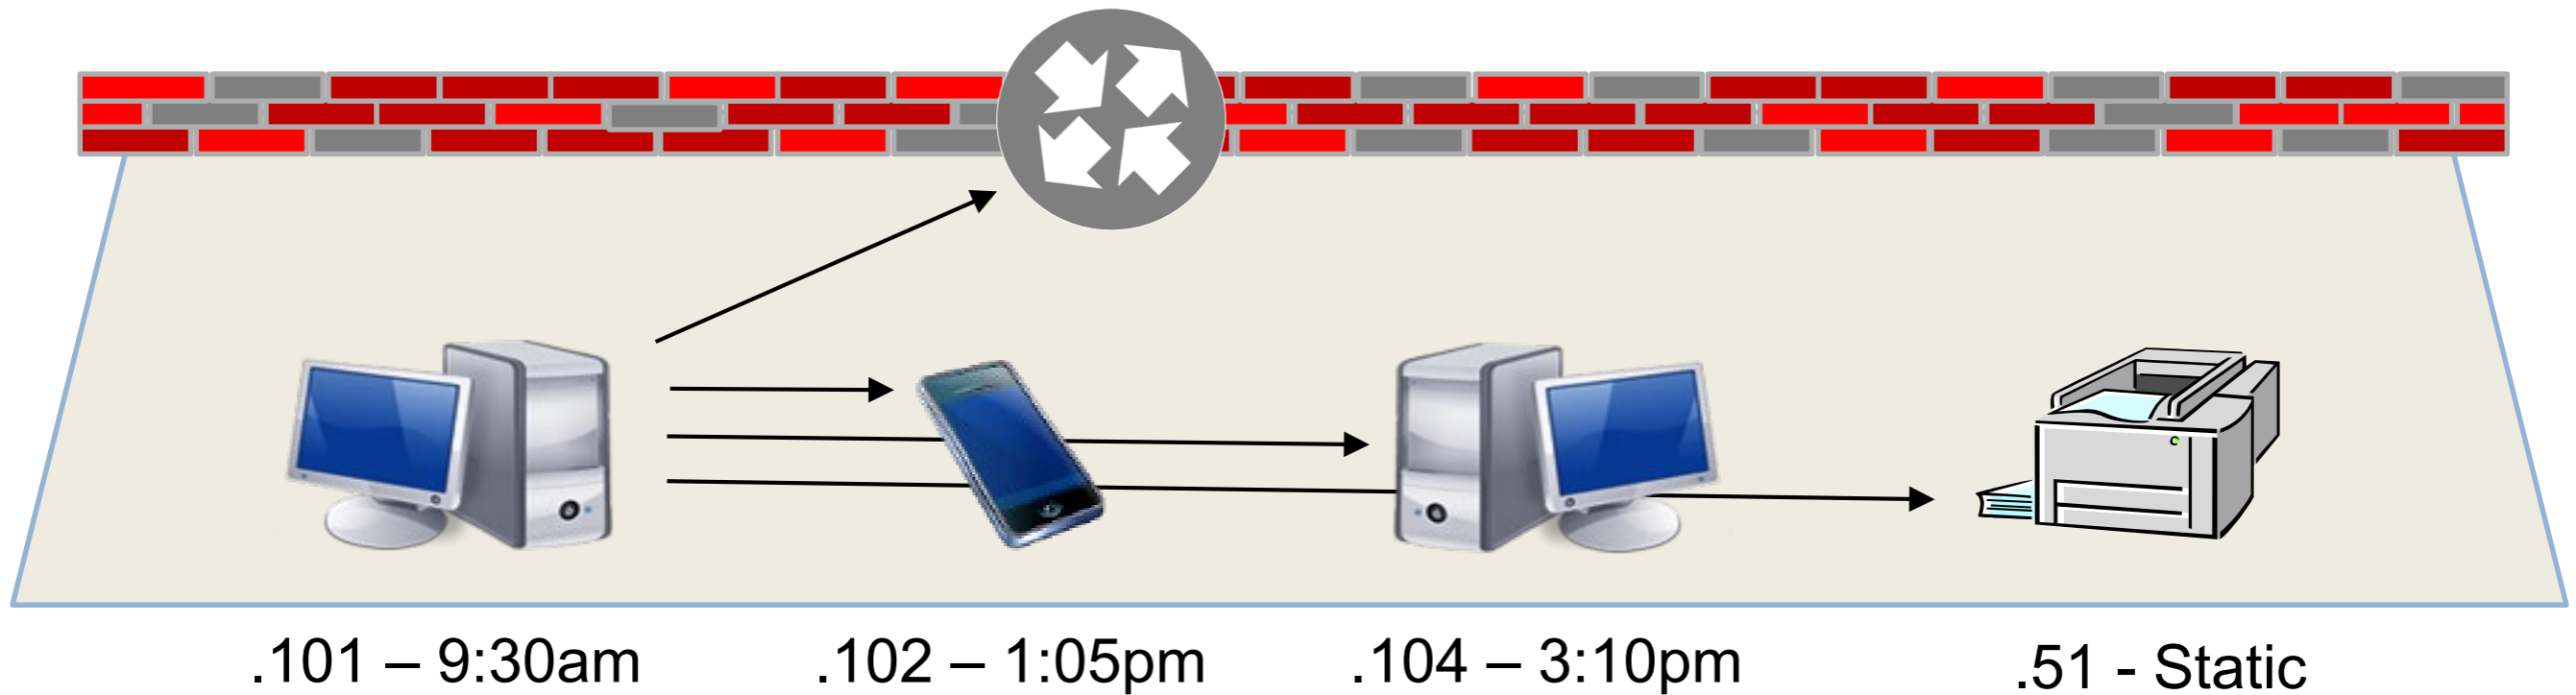 .101 – 9:30am
.102 – 1:05pm
.104 – 3:10pm
.51 - Static